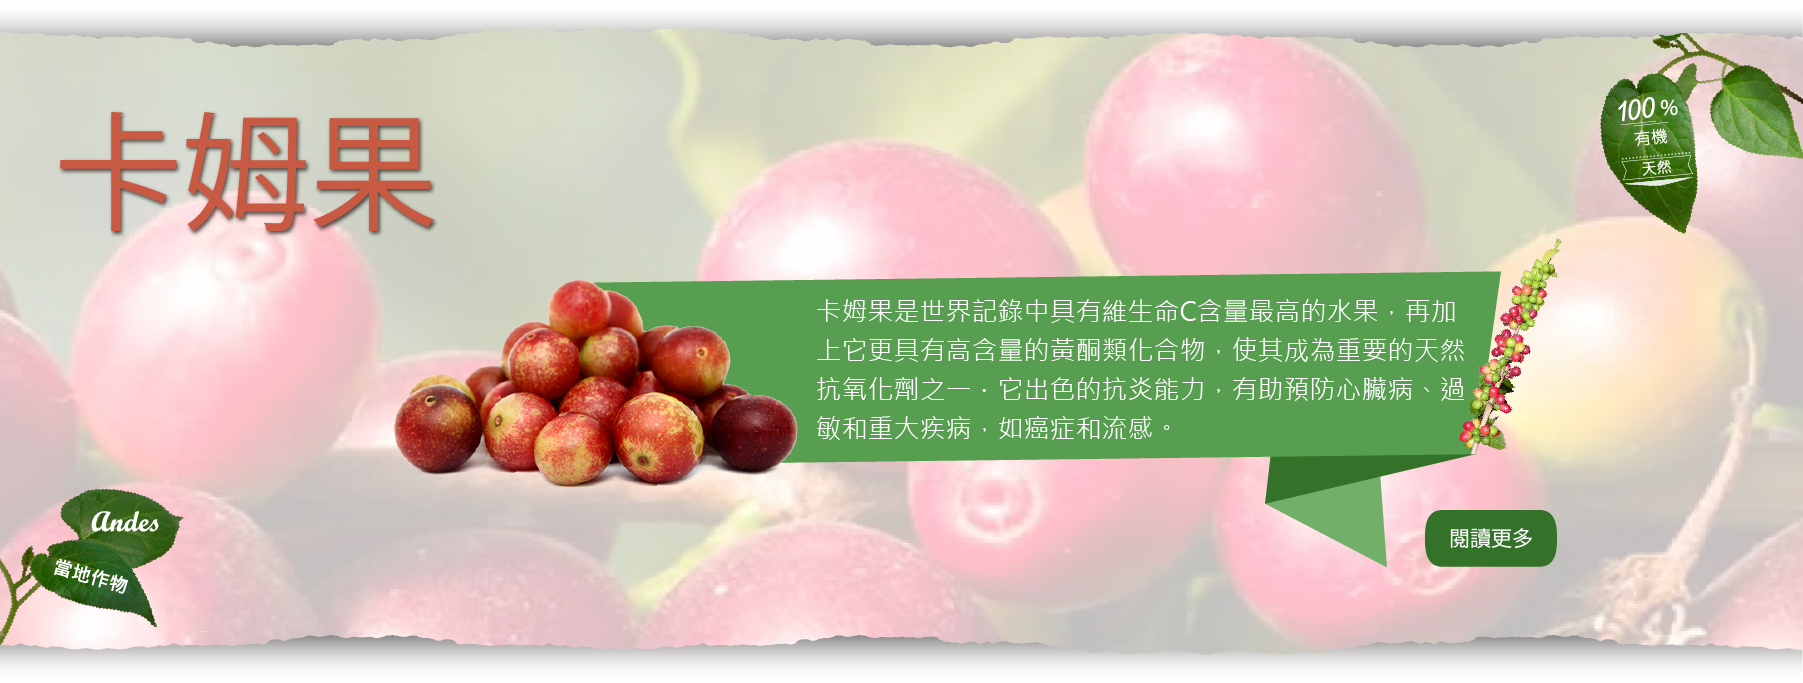 卡姆果
100 %
有機
天然
卡姆果是世界記錄中具有維生命C含量最高的水果，再加
上它更具有高含量的黃酮類化合物，使其成為重要的天然
抗氧化劑之一．它出色的抗炎能力，有助預防心臟病、過
敏和重大疾病，如癌症和流感。
Andes
當地作物
閱讀更多